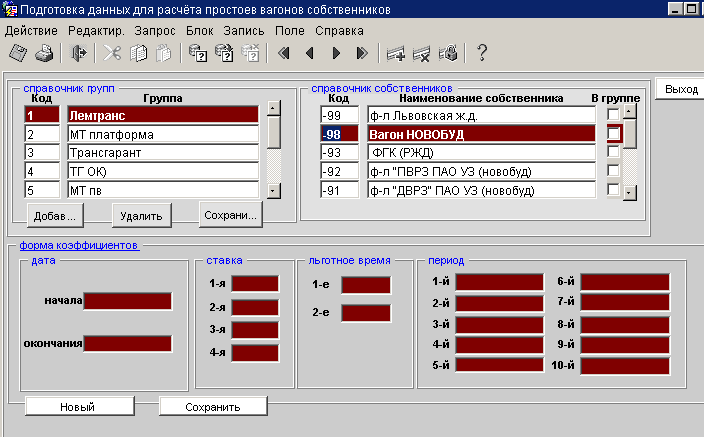 Подготовка данных для расчёта простоев вагонов собственников
Действие Редактир. Запрос Блок Запись Поле Справка
справочник групп
Код Группа
1 Лемтранс
2 МТ платформа
3 Трансгарант
4 ТГ ОК)
5 МТ пв
Добав... Удалить Сохрани...
справочник собственников
Код Наименование собственника В группе
-99 ф-л Львовская ж.д.
-98 Вагон НОВОБУД
-93 ФГК (РЖД)
-92 ф-л "ПВРЗ ПАО УЗ (новобуд)
-91 ф-л "ДВРЗ" ПАО УЗ (новобуд)
Выход
форма коэффициентов
дата
начала
окончания
ставка
1-я
2-я
3-я
4-я
льготное время
1-е
2-е
период
1-й 6-й
2-й 7-й
3-й 8-й
4-й 9-й
5-й 10-й
Новый Сохранить